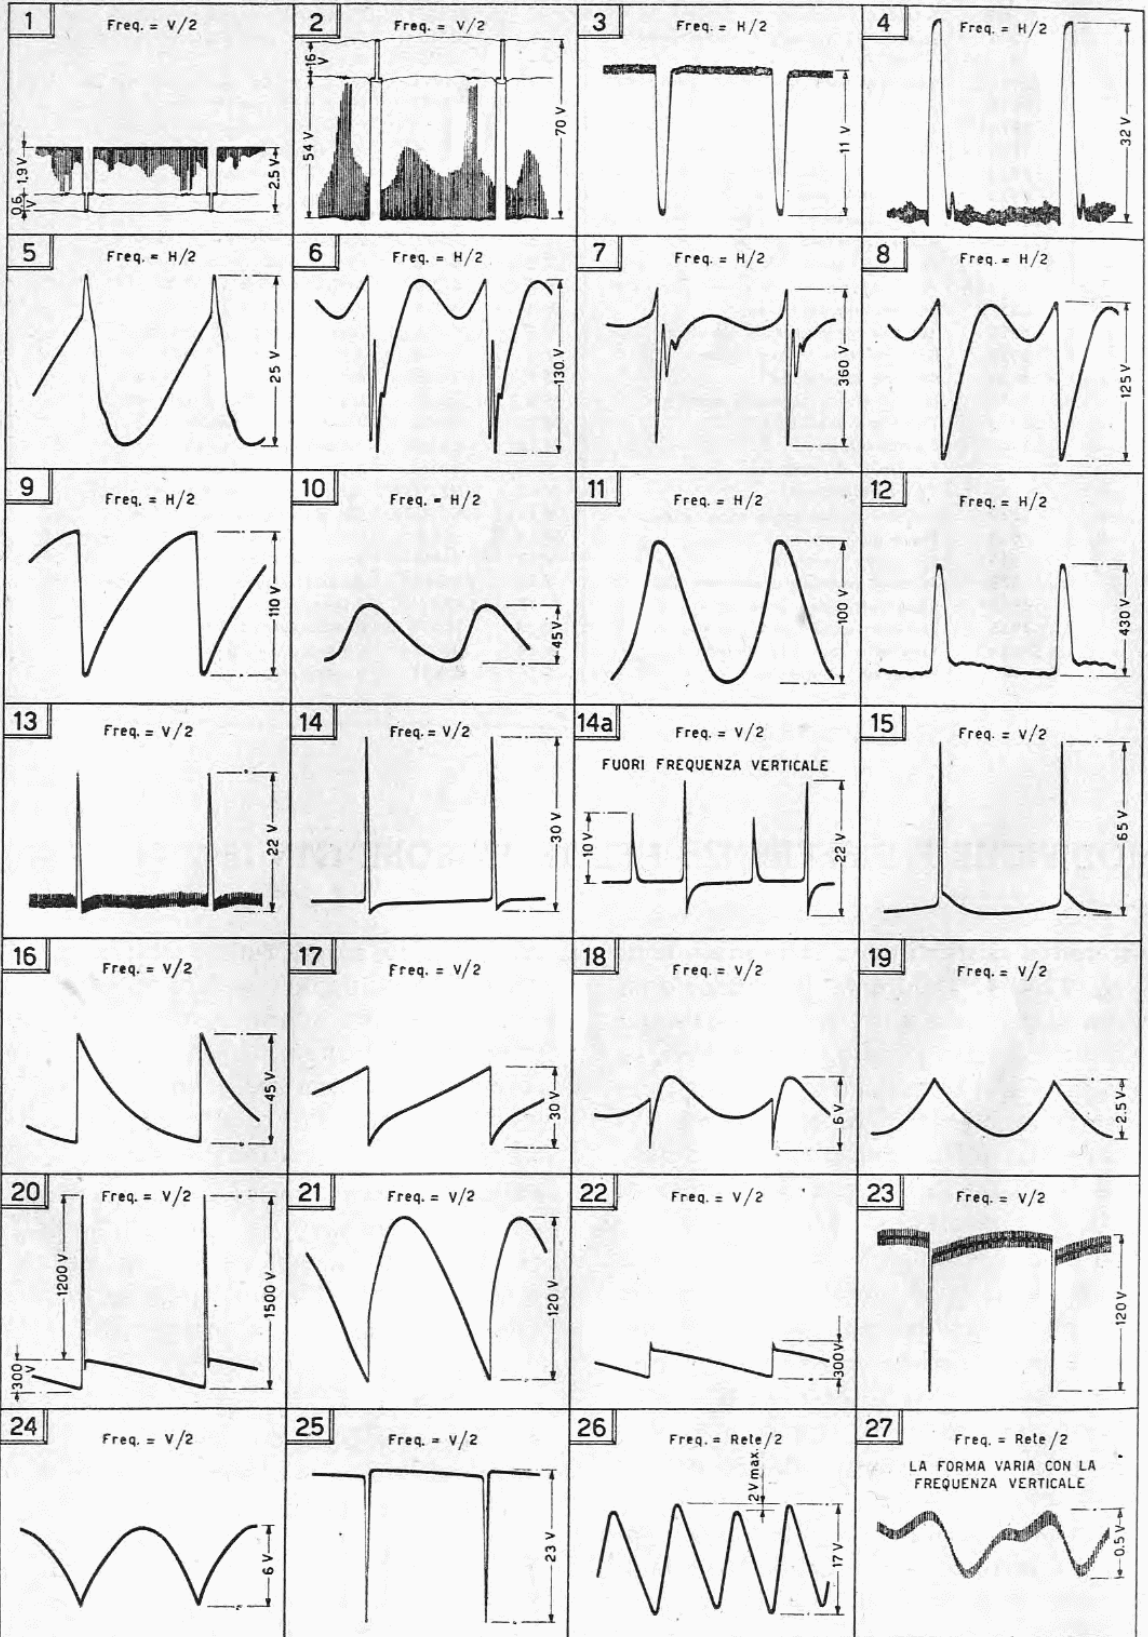 1
Freq. = V/2
0.6 V
1,9V
2.5V
2
Freq. = V/2
16 V
54 V
70 V
3
Freq. = H/2
11 V
4
Freq. = H/2
32 V
5
Freq. = H/2
25 V
6
Freq. = H/2
130 V
7
Freq. = H/2
360 V
8
Freq. = H/2
125 V
9
Freq. = H/2
110 V
10
Freq. = H/2
45 V
11
Freq. = H/2
100 V
12
Freq. = H/2
430 V
13
Freq. = V/2
22 V
14
Freq. = V/2
30 V
14a
Freq. = V/2
FUORI FREQUENZA VERTICALE
10 V
22 V
15
Freq. = V/2
65 V
16
Freq. = V/2
45 V
17
Freq. = V/2
30 V
18
Freq. = V/2
6 V
19
Freq. = V/2
2.5 V
20
Freq. = V/2
300 V
1200 V
1500 V
21
Freq. = V/2
120 V
22
Freq. = V/2
300V
23
Freq. = V/2
120 V
24
Freq. = V/2
6 V
25
Freq. = V/2
23 V
26
Freq. = Rete/2
2V max.
17 V
27
Freq. = Rete/2
LA FORMA VARIA CON LA
FREQUENZA VERTICALE
0.5 V